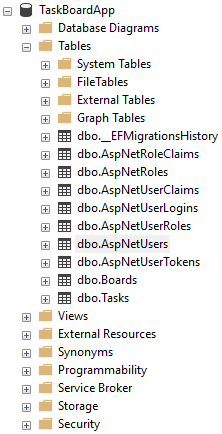 TaskBoardApp
Database Diagrams
Tables
System Tables
FileTables
External Tables
Graph Tables
dbo.__EFMigrationsHistory
dbo.AspNetRoleClaims
dbo.AspNetRoles
dbo.AspNetUserClaims
dbo.AspNetUserLogins
dbo.AspNetUserRoles
dbo.AspNetUsers
dbo.AspNetUserTokens
dbo.Boards
dbo.Tasks
Views
External Resources
Synonyms
Programmability
Service Broker
Storage
Security